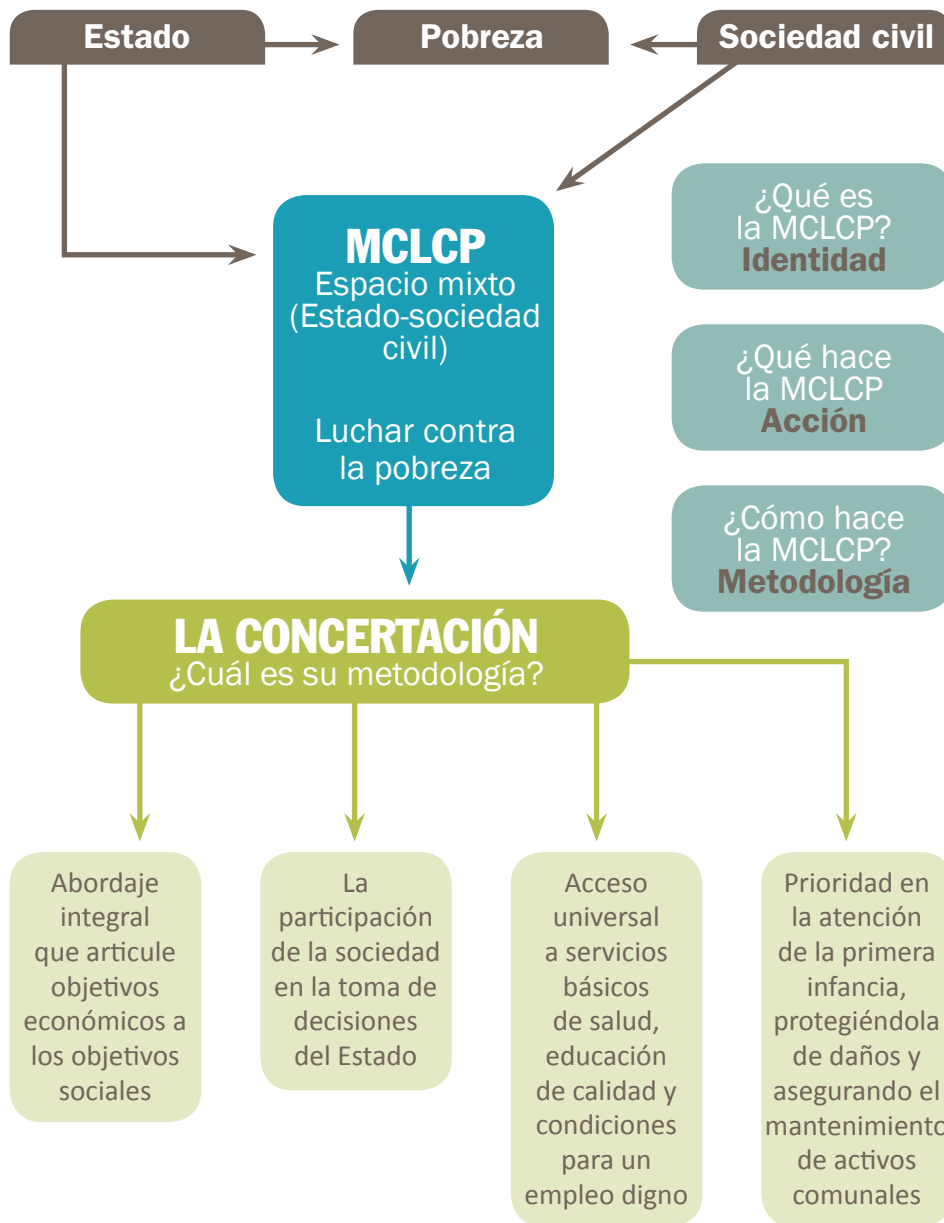 Estado
Pobreza
Sociedad civil
MCLCP
Espacio mixto
(Estado-sociedad
civil)
Luchar contra
la pobreza
¿Qué es
la MCLCP?
Identidad
¿Qué hace
la MCLCP
Acción
¿Cómo hace
la MCLCP?
Metodología
LA CONCERTACIÓN
¿Cuál es su metodología?
Abordaje
integral
que articule
objetivos
económicos a
los objetivos
sociales
La
participación
de la sociedad
en la toma de
decisiones
del Estado
Acceso
universal
a servicios
básicos
de salud,
educación
de calidad y
condiciones
para un
empleo digno
Prioridad en
la atención
de la primera
infancia,
protegiéndola
de daños y
asegurando el
mantenimiento
de activos
comunales